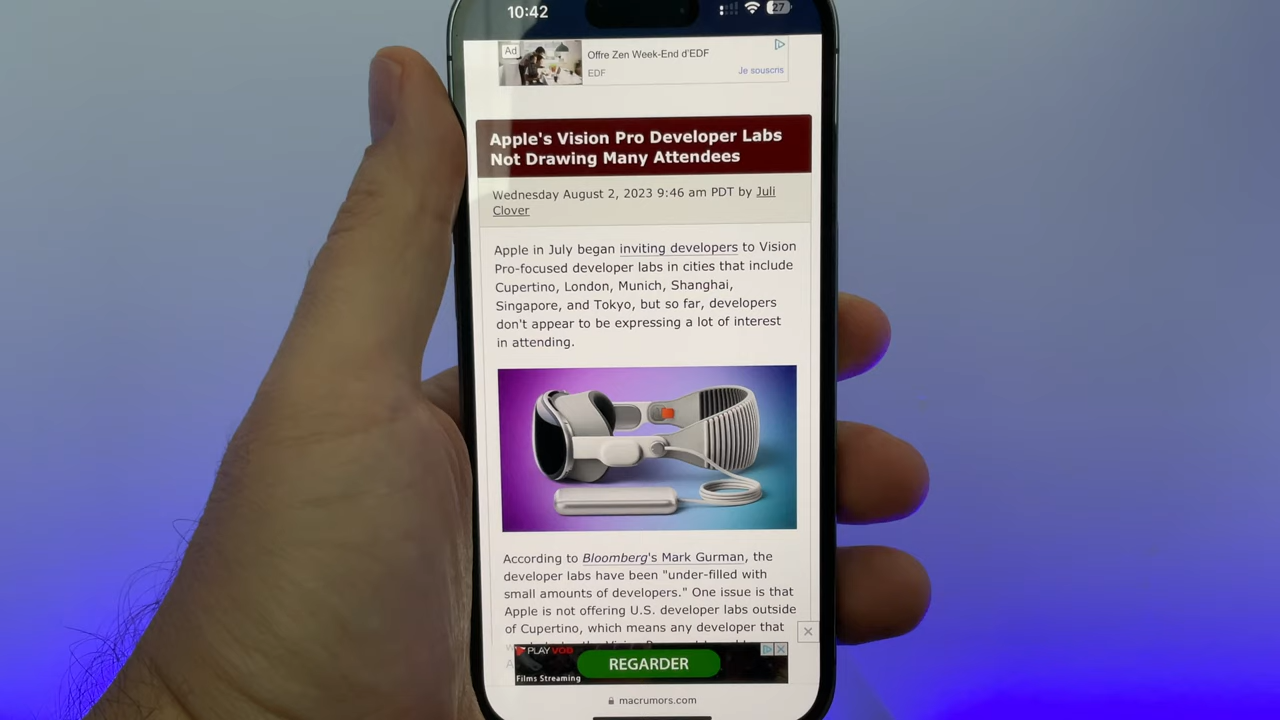 10:42
27
Ad
Offre Zen Week-End d'EDF
EDF
Je souscris
Apple's Vision Pro Developer Labs
Not Drawing Many Attendees
Wednesday August 2, 2023 9:46 am PDT by Juli
Clover
Apple in July began inviting developers to Vision
Pro-focused developer labs in cities that include
Cupertino, London, Munich, Shanghai,
Singapore, and Tokyo, but so far, developers
don't appear to be expressing a lot of interest
in attending.
According to Bloomberg's Mark Gurman, the
developer labs have been "under-filled with
small amounts of developers." One issue is that
Apple is not offering U.S. developer labs outside
of Cupertino, which means any developer that
PLAY VOD
REGARDER
Films Streaming
macrumors.com